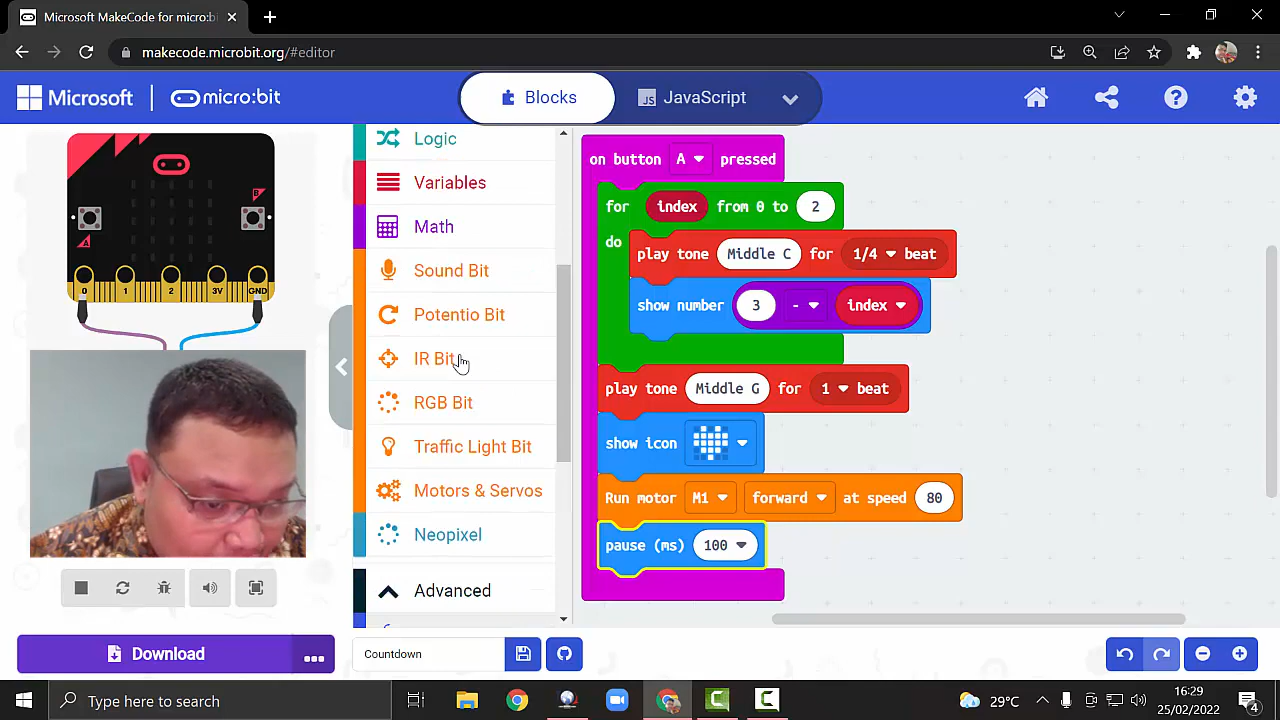 Microsoft MakeCode for micro:bi
makecode.microbit.org/#editor
Microsoft
micro:bit
Blocks
JS
JavaScript
A
B
0
1
2
3V
GND
Logic
Variables
Math
Sound Bit
Potentio Bit
IR Bit
RGB Bit
Traffic Light Bit
Motors & Servos
Neopixel
Advanced
on button A pressed
for index from 0 to 2
do
play tone Middle C for 1/4 beat
show number 3 - index
play tone Middle G for 1 beat
show icon
Run motor M1 forward at speed 80
pause (ms) 100
Download
Countdown
Type here to search
29°C
16:29
25/02/2022
4